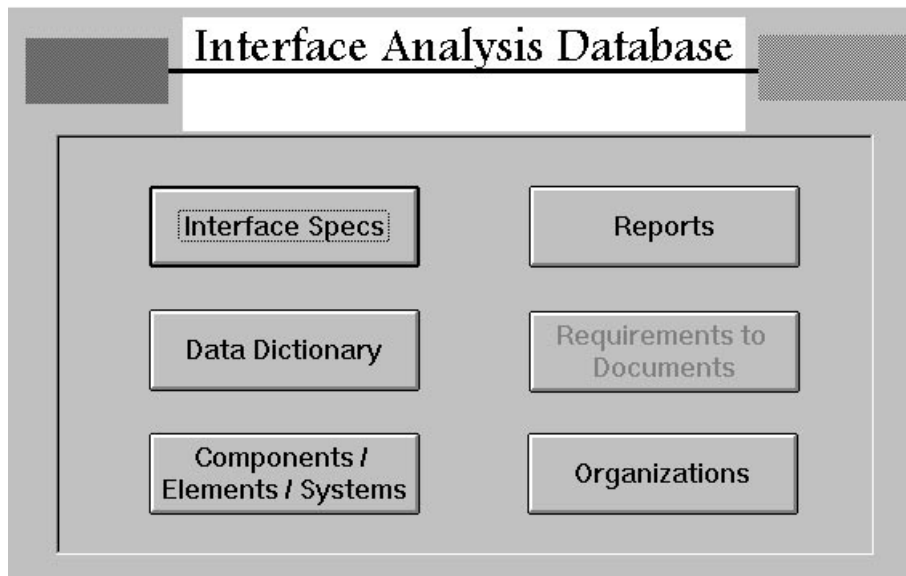 Interface Analysis Database
Interface Specs
Reports
Data Dictionary
Requirements to
Documents
Components /
Elements / Systems
Organizations